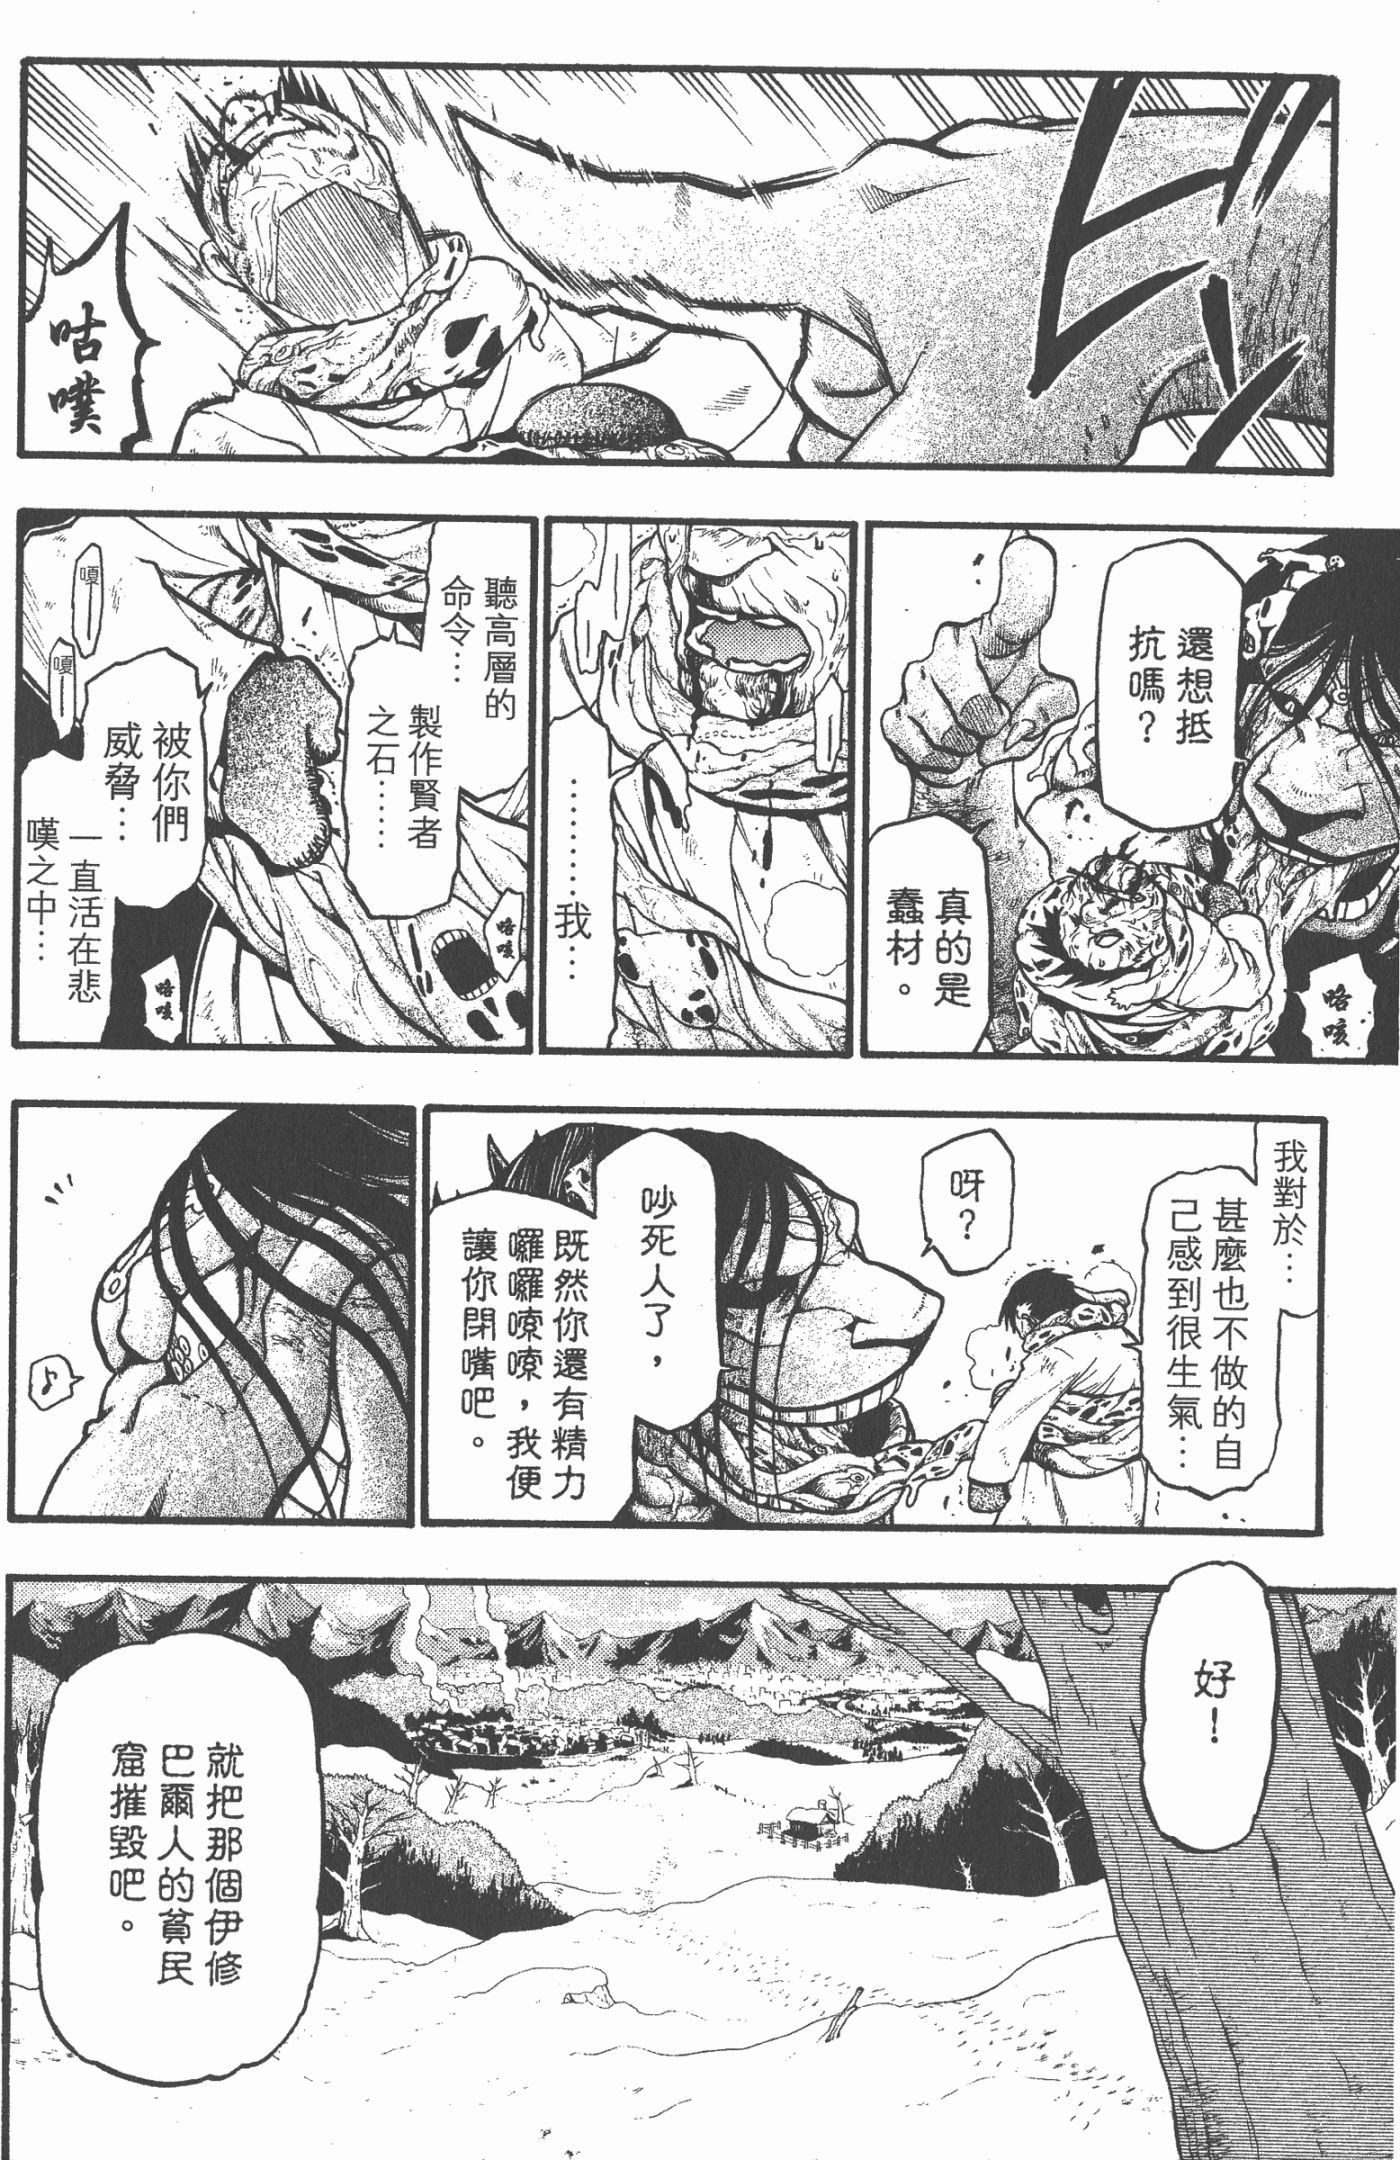 ドドッ
咕噗
還想抵
抗嗎?
真的是
蠢材。
咯咳
………我…
聽高層的
命令…
製作賢者
之石……
咯咳
被你們
威脅…
一直活在悲
嘆之中…
嗄
嗄
咯咳
我對於…
甚麼也不做的自
己感到很生氣…
呀?
吵死人了,
既然你還有精力
囉囉嗦嗦,我便
讓你閉嘴吧。
好!
就把那個伊修
巴爾人的貧民
窟摧毀吧。